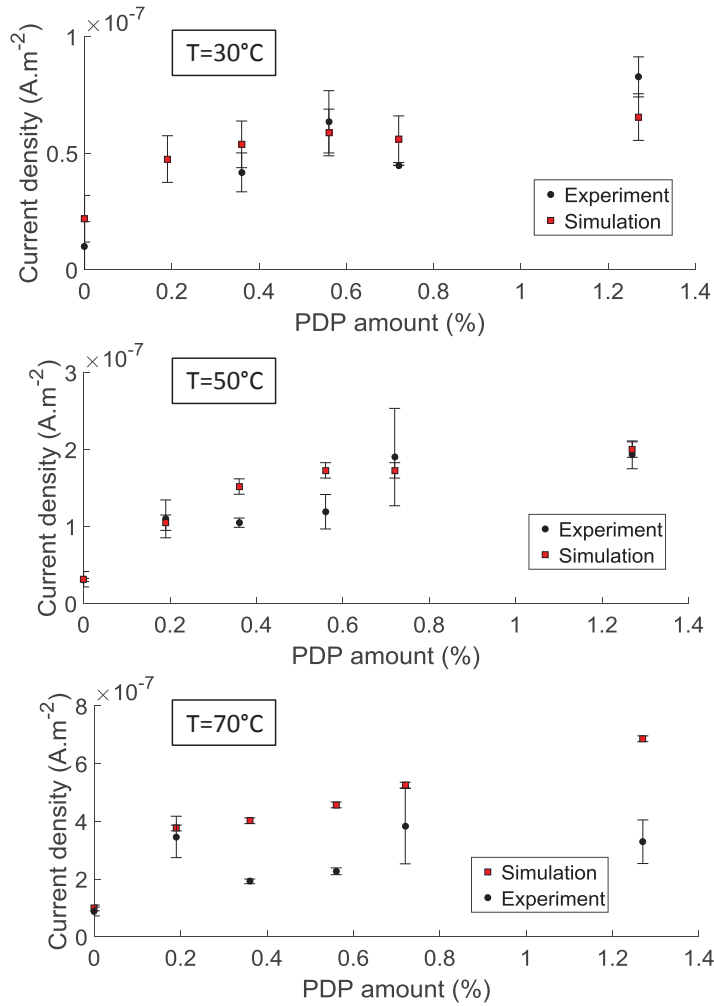 ×10-7
T=30°C
Current density (A.m-2)
1
0.5
0
Experiment
Simulation
0 0.2 0.4 0.6 0.8 1 1.2 1.4
PDP amount (%)
×10-7
T=50°C
Current density (A.m-2)
3
2
1
0
Experiment
Simulation
0 0.2 0.4 0.6 0.8 1 1.2 1.4
PDP amount (%)
×10-7
T=70°C
Current density (A.m-2)
8
6
4
2
0
Simulation
Experiment
0 0.2 0.4 0.6 0.8 1 1.2 1.4
PDP amount (%)